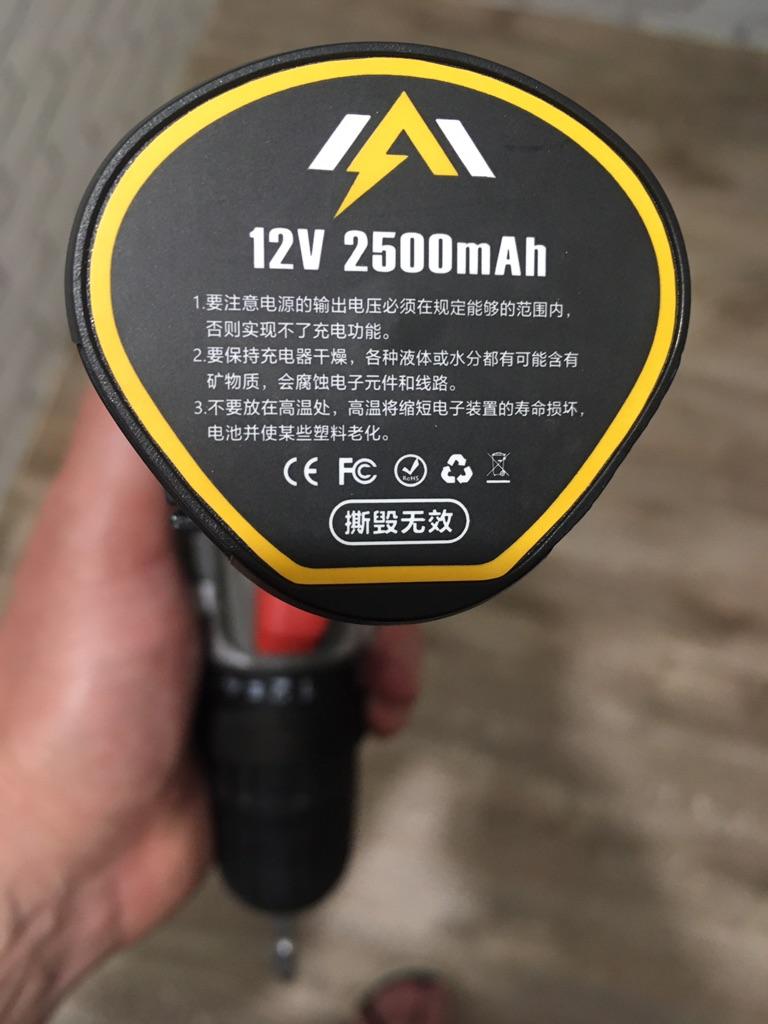 12V 2500mAh
1.要注意电源的输出电压必须在规定能够的范围内,
否则实现不了充电功能。
2.要保持充电器干燥，各种液体或水分都有可能含有
矿物质，会腐蚀电子元件和线路。
3.不要放在高温处，高温将缩短电子装置的寿命损坏，
电池并使某些塑料老化。
CE FC RoHS
撕毁无效